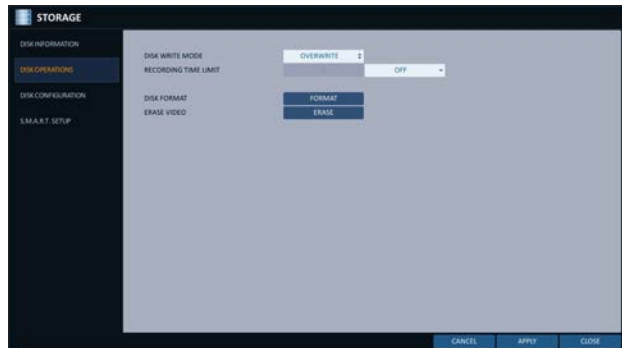 STORAGE
DISK INFORMATION
DISK OPERATIONS
DISK CONFIGURATION
S.M.A.R.T. SETUP
DISK WRITE MODE OVERWRITE
RECORDING TIME LIMIT OFF
DISK FORMAT FORMAT
ERASE VIDEO ERASE
CANCEL APPLY CLOSE